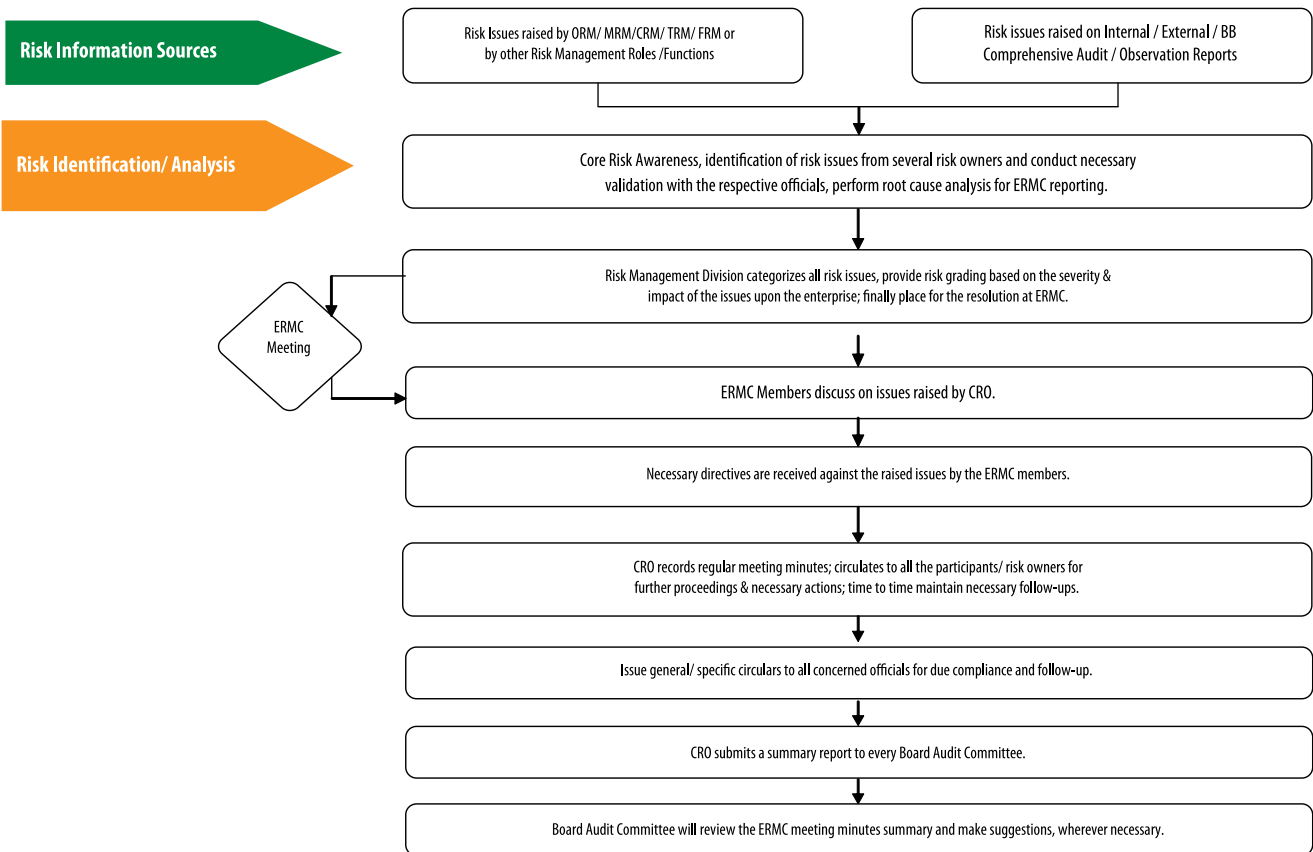 Risk Information Sources
Risk Issues raised by ORM/ MRM/CRM/ TRM/ FRM or
by other Risk Management Roles /Functions
Risk issues raised on Internal / External / BB
Comprehensive Audit / Observation Reports
Risk Identification/ Analysis
Core Risk Awareness, identification of risk issues from several risk owners and conduct necessary
validation with the respective officials, perform root cause analysis for ERMC reporting.
Risk Management Division categorizes all risk issues, provide risk grading based on the severity &
impact of the issues upon the enterprise; finally place for the resolution at ERMC.
ERMC
Meeting
ERMC Members discuss on issues raised by CRO.
Necessary directives are received against the raised issues by the ERMC members.
CRO records regular meeting minutes; circulates to all the participants/ risk owners for
further proceedings & necessary actions; time to time maintain necessary follow-ups.
Issue general/ specific circulars to all concerned officials for due compliance and follow-up.
CRO submits a summary report to every Board Audit Committee.
Board Audit Committee will review the ERMC meeting minutes summary and make suggestions, wherever necessary.